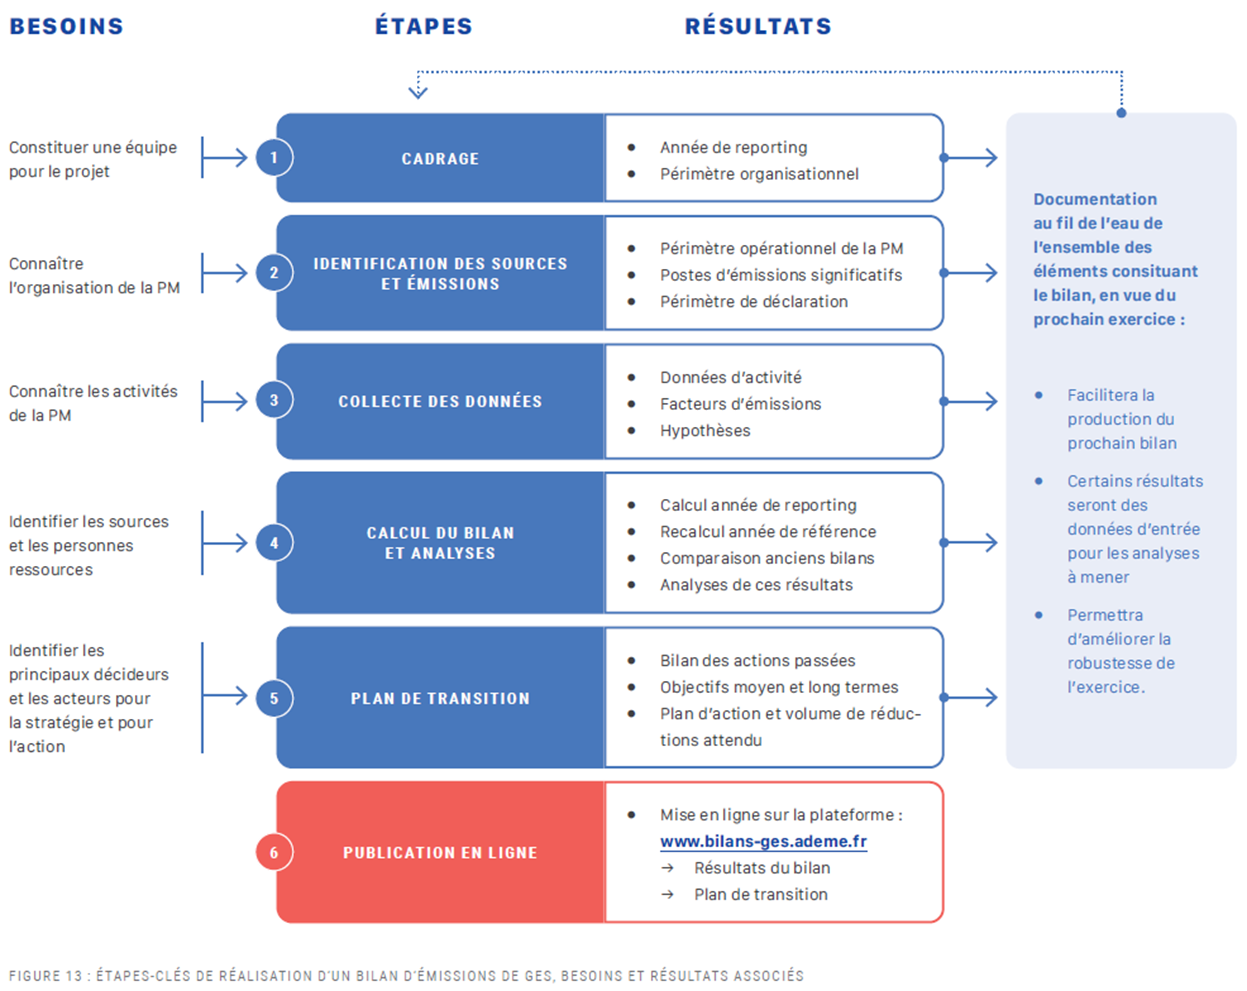 BESOINS
ÉTAPES
RÉSULTATS
Constituer une équipe
pour le projet
1
CADRAGE
● Année de reporting
● Périmètre organisationnel
Connaître
l'organisation de la PM
2
IDENTIFICATION DES SOURCES
ET ÉMISSIONS
● Périmètre opérationnel de la PM
● Postes d'émissions significatifs
● Périmètre de déclaration
Connaître les activités
de la PM
3
COLLECTE DES DONNÉES
● Données d'activité
● Facteurs d'émissions
● Hypothèses
Identifier les sources
et les personnes
ressources
4
CALCUL DU BILAN
ET ANALYSES
● Calcul année de reporting
● Recalcul année de référence
● Comparaison anciens bilans
● Analyses de ces résultats
Identifier les
principaux décideurs
et les acteurs pour
la stratégie et pour
l'action
5
PLAN DE TRANSITION
● Bilan des actions passées
● Objectifs moyen et long termes
● Plan d'action et volume de réduc-
tions attendu
6
PUBLICATION EN LIGNE
● Mise en ligne sur la plateforme :
www.bilans-ges.ademe.fr
→ Résultats du bilan
→ Plan de transition
Documentation
au fil de l'eau de
l'ensemble des
éléments consituant
le bilan, en vue du
prochain exercice :
● Facilitera la
production du
prochain bilan
● Certains résultats
seront des
données d'entrée
pour les analyses
à mener
● Permettra
d'améliorer la
robustesse de
l'exercice.
FIGURE 13 : ÉTAPES-CLÉS DE RÉALISATION D'UN BILAN D'ÉMISSIONS DE GES, BESOINS ET RÉSULTATS ASSOCIÉS